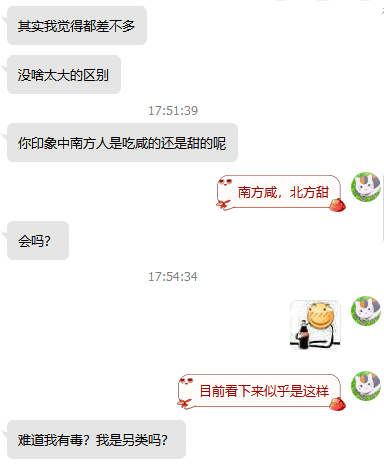 其实我觉得都差不多
没啥太大的区别
17:51:39
你印象中南方人是吃咸的还是甜的呢
南方咸，北方甜
会吗？
17:54:34
目前看下来似乎是这样
难道我有毒？我是另类吗？